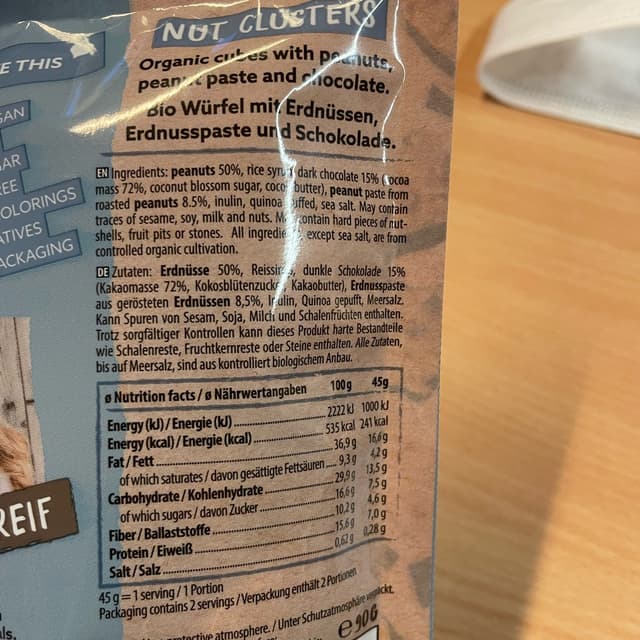 NUT CLUSTERS
Organic cubes with peanuts,
peanut paste and chocolate.
Bio Würfel mit Erdnüssen,
Erdnusspaste und Schokolade.
E THIS
GAN
AR
REE
OLORINGS
ATIVES
ACKAGING
EN Ingredients: peanuts 50%, rice syrup, dark chocolate 15% (cocoa
mass 72%, coconut blossom sugar, cocoa butter), peanut paste from
roasted peanuts 8.5%, inulin, quinoa puffed, sea salt. May contain
traces of sesame, soy, milk and nuts. May contain hard pieces of nut-
shells, fruit pits or stones. All ingredients, except sea salt, are from
controlled organic cultivation.
DE Zutaten: Erdnüsse 50%, Reissirup, dunkle Schokolade 15%
(Kakaomasse 72%, Kokosblütenzucker, Kakaobutter), Erdnusspaste
aus gerösteten Erdnüssen 8,5%, Inulin, Quinoa gepufft, Meersalz.
Kann Spuren von Sesam, Soja, Milch und Schalenfrüchten enthalten.
Trotz sorgfältiger Kontrollen kann dieses Produkt harte Bestandteile
wie Schalenreste, Fruchtkernreste oder Steine enthalten. Alle Zutaten,
bis auf Meersalz, sind aus kontrolliert biologischem Anbau.
ø Nutrition facts / ø Nährwertangaben 100g 45g
Energy (kJ) / Energie (kJ) 2222 kJ 1000 kJ
Energy (kcal) / Energie (kcal) 535 kcal 241 kcal
Fat / Fett 36,9 g 16,6 g
of which saturates / davon gesättigte Fettsäuren 9,3 g 4,2 g
Carbohydrate / Kohlenhydrate 29,9 g 13,5 g
of which sugars / davon Zucker 16,6 g 7,5 g
Fiber / Ballaststoffe 10,2 g 4,6 g
Protein / Eiweiß 15,6 g 7,0 g
Salt / Salz 0,62 g 0,28 g
45 g = 1 serving / 1 Portion
Packaging contains 2 servings / Verpackung enthält 2 Portionen
protective atmosphere. / Unter Schutzatmosphäre verpackt.
e90G
REIF
ls.